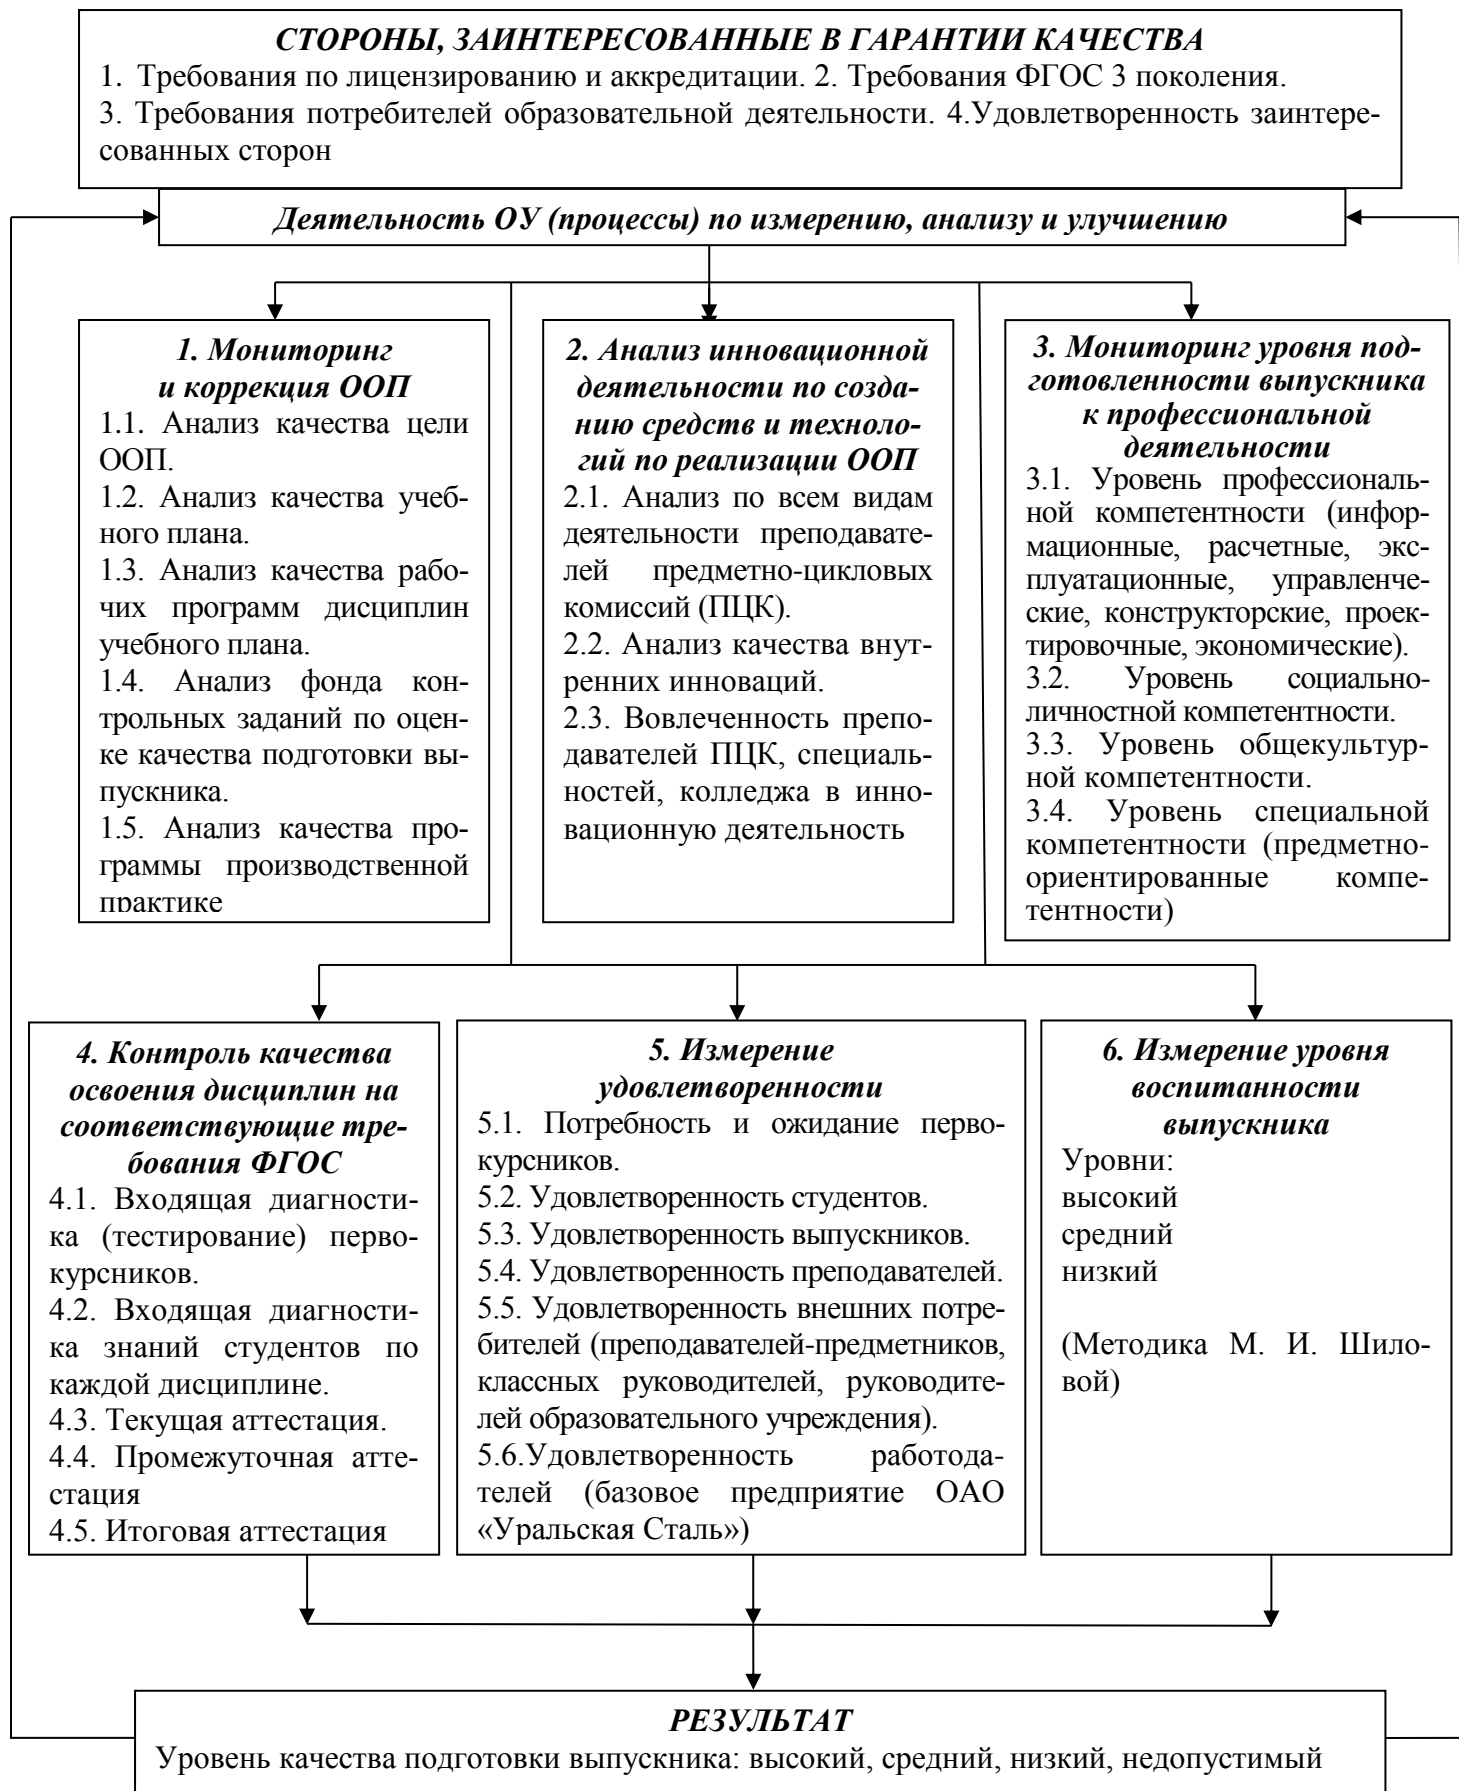 СТОРОНЫ, ЗАИНТЕРЕСОВАННЫЕ В ГАРАНТИИ КАЧЕСТВА
1. Требования по лицензированию и аккредитации. 2. Требования ФГОС 3 поколения.
3. Требования потребителей образовательной деятельности. 4.Удовлетворенность заинтере-
сованных сторон
Деятельность ОУ (процессы) по измерению, анализу и улучшению
1. Мониторинг
и коррекция ООП
1.1. Анализ качества цели
ООП.
1.2. Анализ качества учеб-
ного плана.
1.3. Анализ качества рабо-
чих программ дисциплин
учебного плана.
1.4. Анализ фонда кон-
трольных заданий по оцен-
ке качества подготовки вы-
пускника.
1.5. Анализ качества про-
граммы производственной
практике
2. Анализ инновационной
деятельности по созда-
нию средств и техноло-
гий по реализации ООП
2.1. Анализ по всем видам
деятельности преподавате-
лей предметно-цикловых
комиссий (ПЦК).
2.2. Анализ качества внут-
ренних инноваций.
2.3. Вовлеченность препо-
давателей ПЦК, специаль-
ностей, колледжа в инно-
вационную деятельность
3. Мониторинг уровня под-
готовленности выпускника
к профессиональной
деятельности
3.1. Уровень профессиональ-
ной компетентности (инфор-
мационные, расчетные, экс-
плуатационные, управленче-
ские, конструкторские, проек-
тировочные, экономические).
3.2. Уровень социально-
личностной компетентности.
3.3. Уровень общекультур-
ной компетентности.
3.4. Уровень специальной
компетентности (предметно-
ориентированные компе-
тентности)
4. Контроль качества
освоения дисциплин на
соответствующие тре-
бования ФГОС
4.1. Входящая диагности-
ка (тестирование) перво-
курсников.
4.2. Входящая диагности-
ка знаний студентов по
каждой дисциплине.
4.3. Текущая аттестация.
4.4. Промежуточная атте-
стация
4.5. Итоговая аттестация
5. Измерение
удовлетворенности
5.1. Потребность и ожидание перво-
курсников.
5.2. Удовлетворенность студентов.
5.3. Удовлетворенность выпускников.
5.4. Удовлетворенность преподавателей.
5.5. Удовлетворенность внешних потре-
бителей (преподавателей-предметников,
классных руководителей, руководите-
лей образовательного учреждения).
5.6.Удовлетворенность работода-
телей (базовое предприятие ОАО
«Уральская Сталь»)
6. Измерение уровня
воспитанности
выпускника
Уровни:
высокий
средний
низкий
(Методика М. И. Шило-
вой)
РЕЗУЛЬТАТ
Уровень качества подготовки выпускника: высокий, средний, низкий, недопустимый